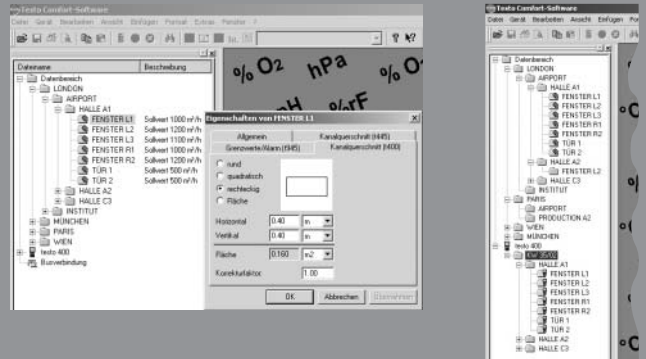 Testo Comfort-Software
Datei Gerät Bearbeiten Ansicht Einfügen Format Extras Fenster ?
Dateiname Beschreibung
Datenbereich
LONDON
AIRPORT
HALLE A1
FENSTER L1 Sollwert 1000 m³/h
FENSTER L2 Sollwert 1200 m³/h
FENSTER L3 Sollwert 1100 m³/h
FENSTER R1 Sollwert 1000 m³/h
FENSTER R2 Sollwert 1200 m³/h
TÜR 1 Sollwert 500 m³/h
TÜR 2 Sollwert 500 m³/h
HALLE A2
HALLE C3
INSTITUT
MÜNCHEN
PARIS
WIEN
testo 400
Busverbindung
% O2 hPa % O
pH %rF
Eigenschaften von FENSTER L1
Allgemein Kanalquerschnitt (t445)
Grenzwerte/Alarm (t945) Kanalquerschnitt (t400)
rund
quadratisch
rechteckig
Fläche
Horizontal 0.40 m
Vertikal 0.40 m
Fläche 0.160 m2
Korrekturfaktor 1.00
OK Abbrechen Übernehmen
Testo Comfort-Software
Datei Gerät Bearbeiten Ansicht Einfügen For
Datenbereich
LONDON
AIRPORT
HALLE A1
FENSTER L1
FENSTER L2
FENSTER L3
FENSTER R1
FENSTER R2
TÜR 1
TÜR 2
HALLE A2
FENSTER L2
HALLE C3
INSTITUT
PARIS
AIRPORT
PRODUCTION A2
WIEN
MÜNCHEN
testo 400
KW 35/02
HALLE A1
FENSTER L1
FENSTER L2
FENSTER L3
FENSTER R1
FENSTER R2
TÜR 1
TÜR 2
HALLE A2
HALLE C3